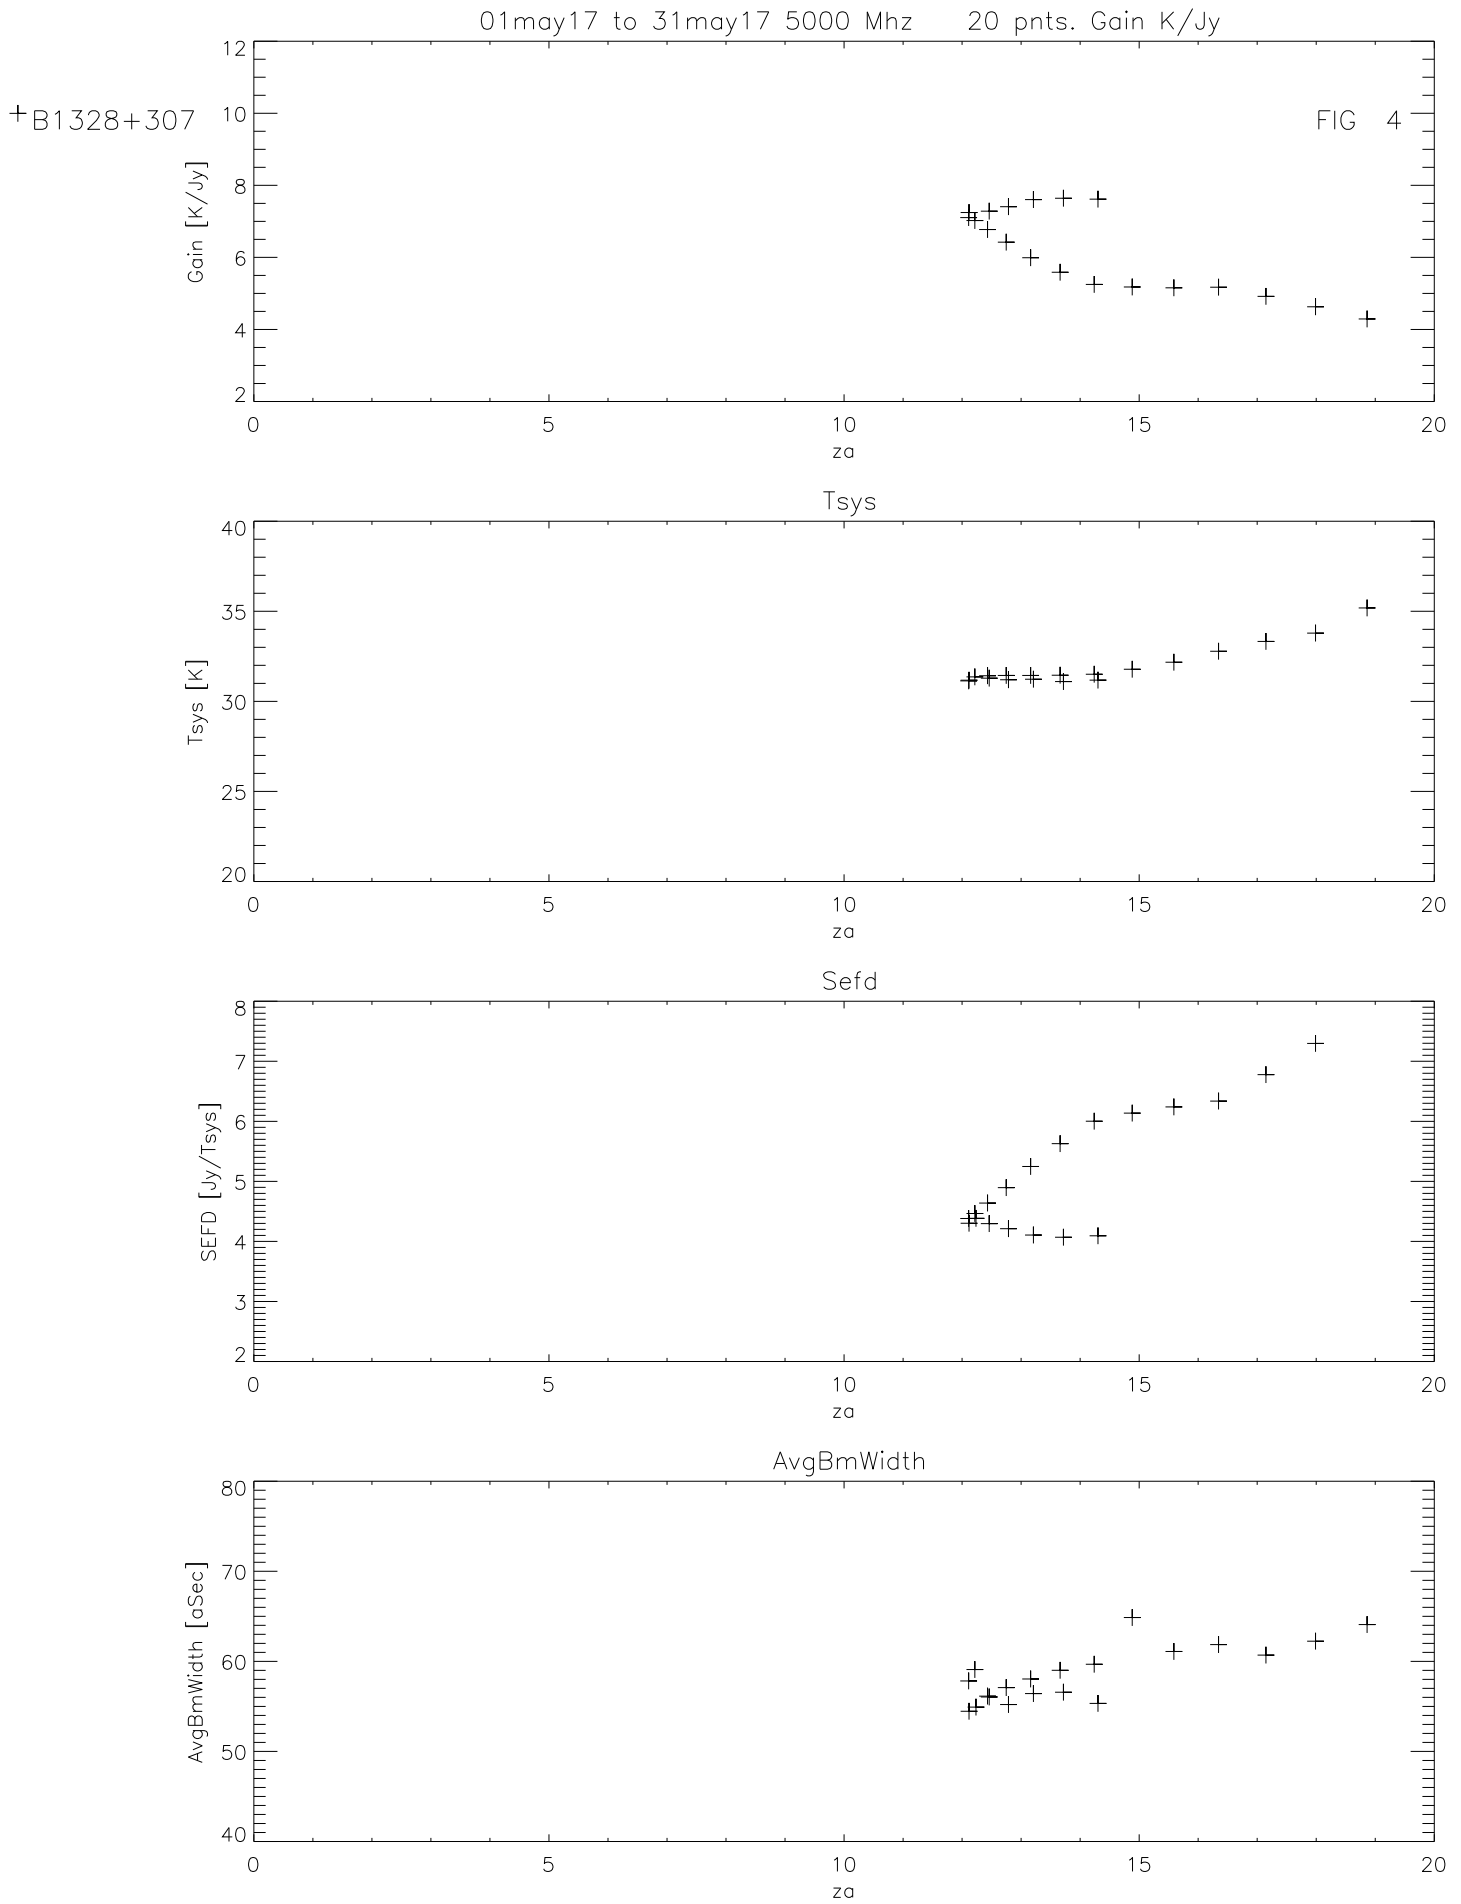 01may17 to 31may17 5000 Mhz 20 pnts. Gain K/Jy
+B1328+307
FIG 4
Gain [K/Jy]
12
10
8
6
4
2
0 5 10 15 20
za
Tsys
Tsys [K]
40
35
30
25
20
0 5 10 15 20
za
Sefd
SEFD [Jy/Tsys]
8
7
6
5
4
3
2
0 5 10 15 20
za
AvgBmWidth
AvgBmWidth [aSec]
80
70
60
50
40
0 5 10 15 20
za